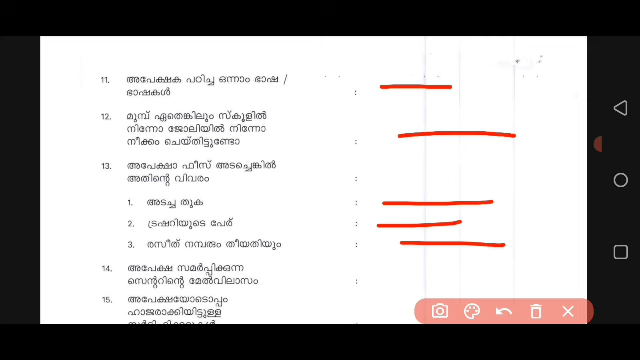 11. അപേക്ഷക പഠിച്ച ഒന്നാം ഭാഷ /
ഭാഷകൾ :
12. മുമ്പ് ഏതെങ്കിലും സ്കൂളിൽ
നിന്നോ ജോലിയിൽ നിന്നോ
നീക്കം ചെയ്തിട്ടുണ്ടോ :
13. അപേക്ഷാ ഫീസ് അടച്ചെങ്കിൽ
അതിന്റെ വിവരം :
1. അടച്ച തുക :
2. ട്രഷറിയുടെ പേര് :
3. രസീത് നമ്പരും തീയതിയും :
14. അപേക്ഷ സമർപ്പിക്കുന്ന
സെന്ററിന്റെ മേൽവിലാസം :
15. അപേക്ഷയോടൊപ്പം
ഹാജരാക്കിയിട്ടുള്ള